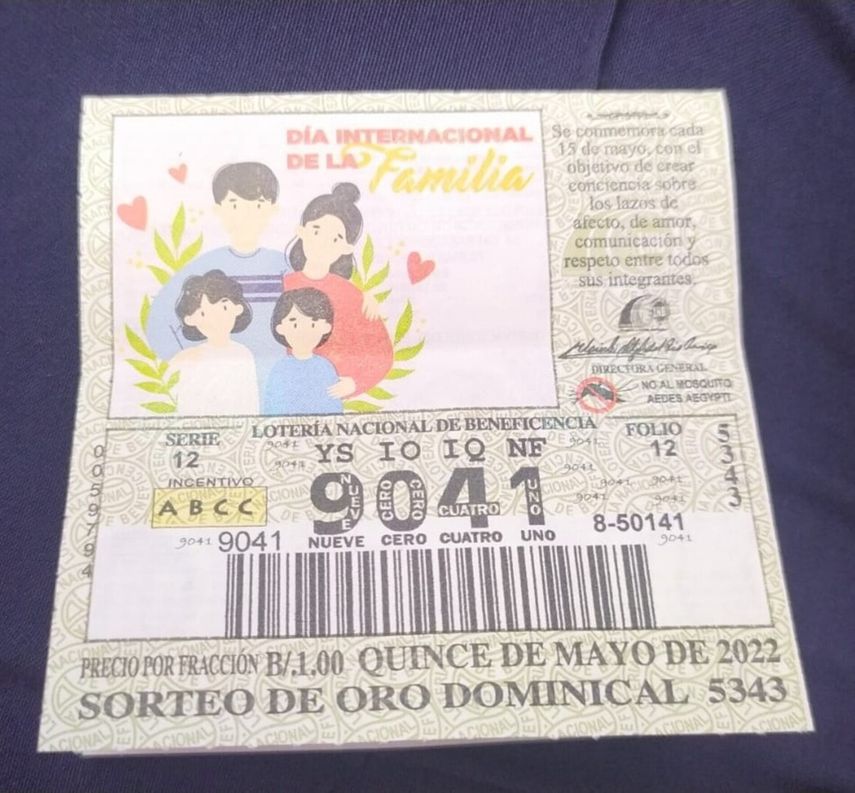 DÍA INTERNACIONAL
DE LA Familia
Se conmemora cada
15 de mayo, con el
objetivo de crear
conciencia sobre
los lazos de
afecto, de amor,
comunicación y
respeto entre todos
sus integrantes.
DIRECTORA GENERAL
NO AL MOSQUITO
AEDES AEGYPTI
LOTERÍA NACIONAL DE BENEFICENCIA
SERIE
12
FOLIO
12
5343
YS IO IQ NF
INCENTIVO
ABCC
9041
NUEVE CERO CUATRO UNO
NUEVE CERO CUATRO UNO
9041
8-50141
PRECIO POR FRACCIÓN B/.1.00 QUINCE DE MAYO DE 2022
SORTEO DE ORO DOMINICAL 5343